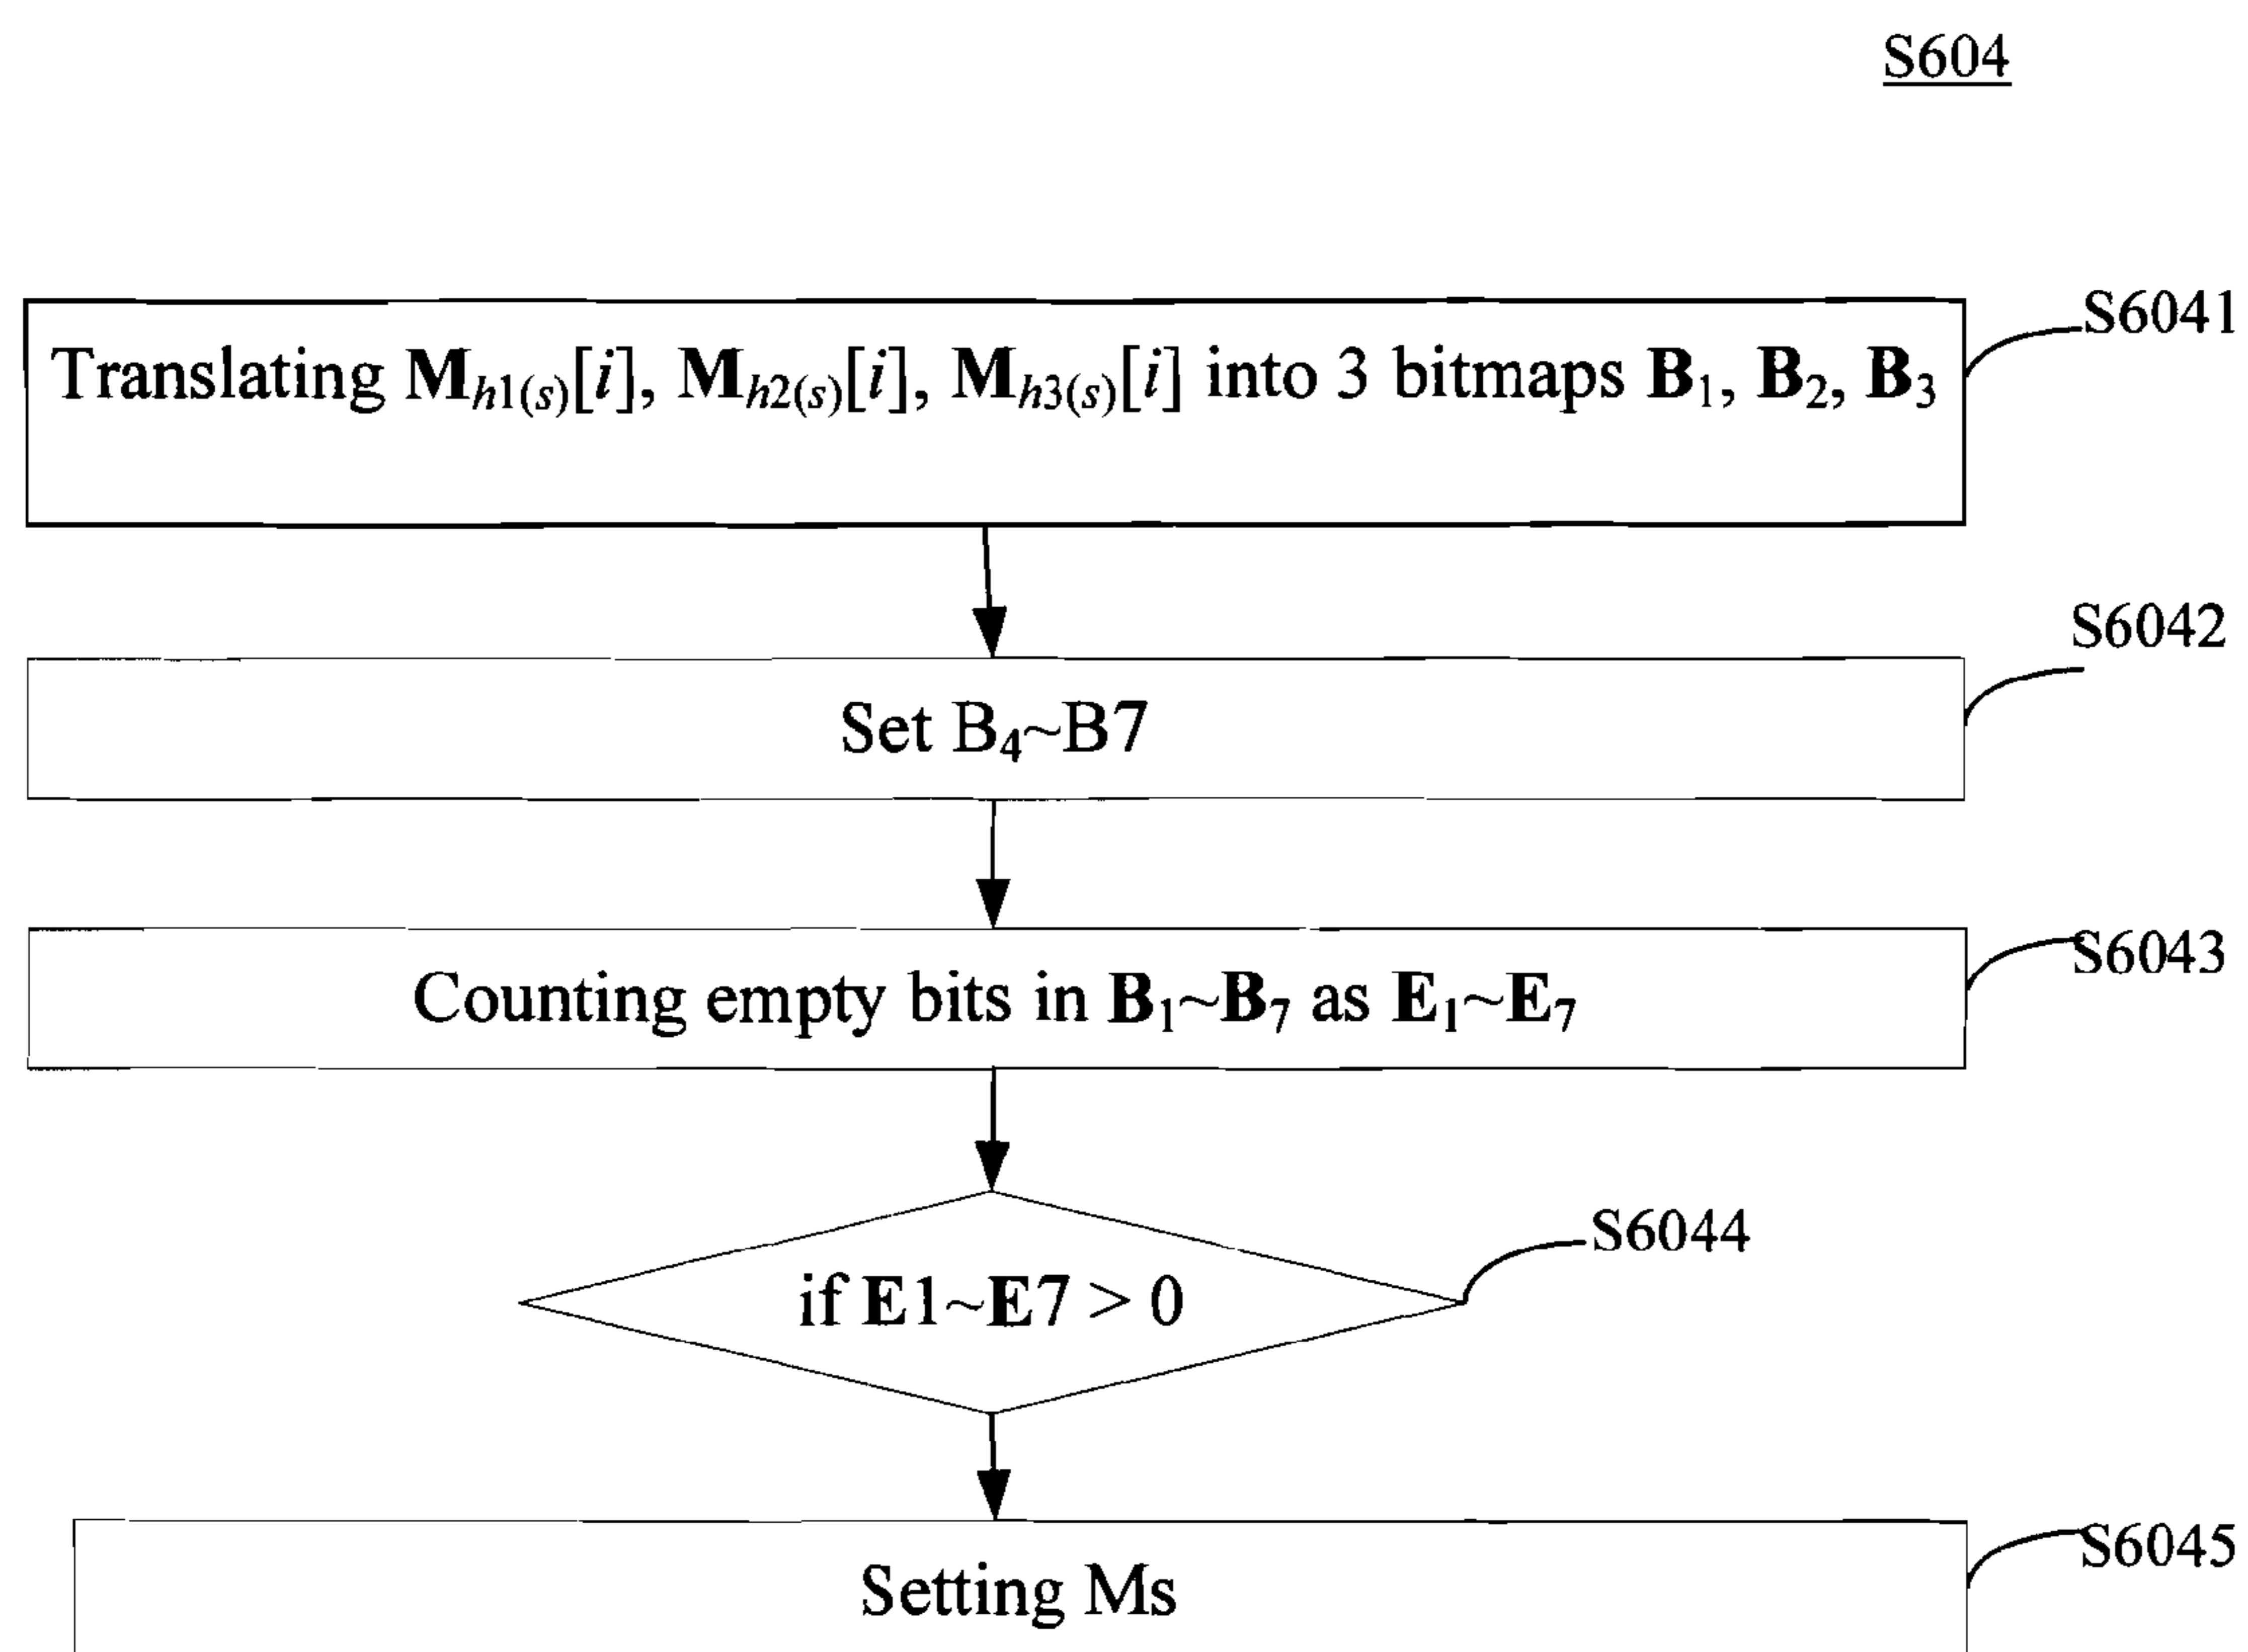 S604
Translating Mh1(s)[i], Mh2(s)[i], Mh3(s)[i] into 3 bitmaps B1, B2, B3
S6041
Set B4~B7
S6042
Counting empty bits in B1~B7 as E1~E7
S6043
if E1~E7 > 0
S6044
Setting Ms
S6045